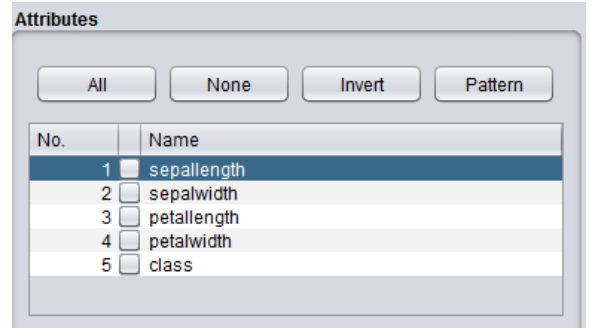 Attributes
All None Invert Pattern
No. Name
1 sepallength
2 sepalwidth
3 petallength
4 petalwidth
5 class